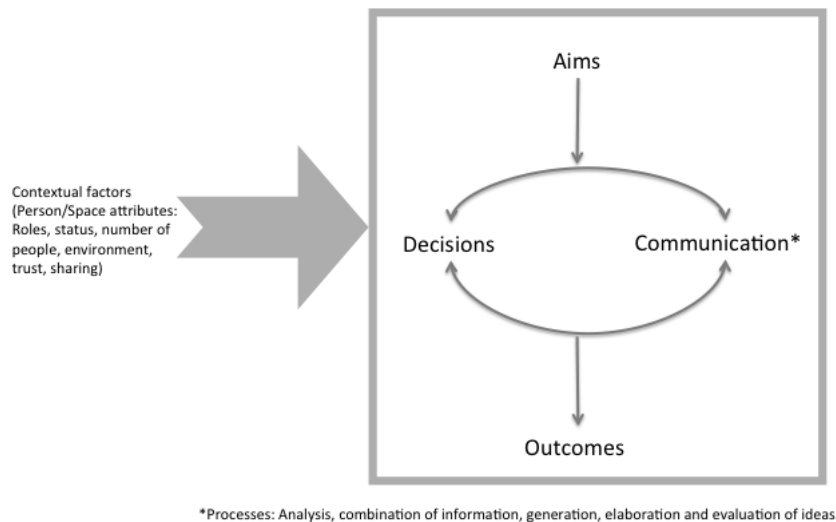 Aims
Contextual factors
(Person/Space attributes:
Roles, status, number of
people, environment,
trust, sharing)
Decisions
Communication*
Outcomes
*Processes: Analysis, combination of information, generation, elaboration and evaluation of ideas